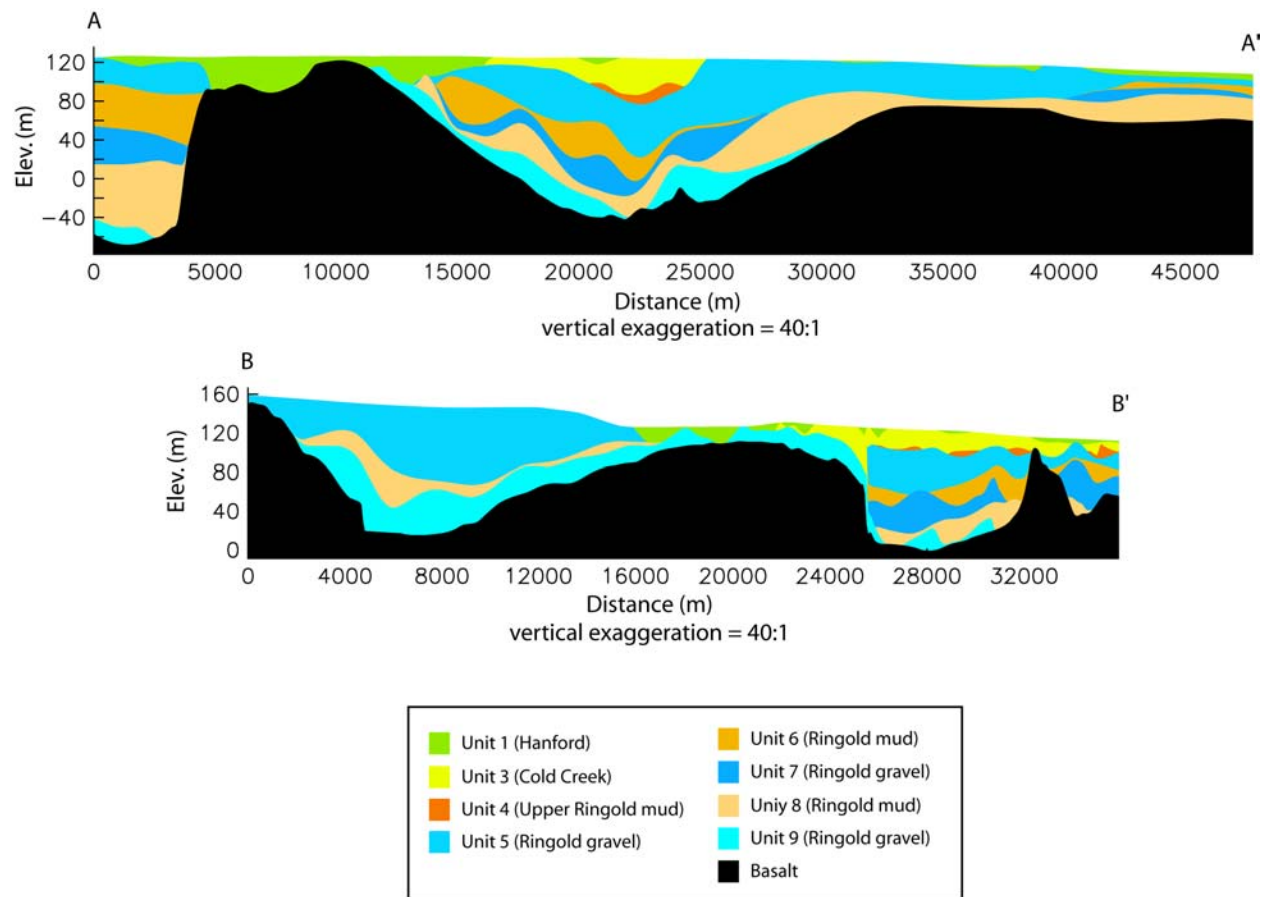 A
A'
120
80
40
0
−40
Elev. (m)
0 5000 10000 15000 20000 25000 30000 35000 40000 45000
Distance (m)
vertical exaggeration = 40:1
B
B'
160
120
80
40
0
Elev. (m)
0 4000 8000 12000 16000 20000 24000 28000 32000
Distance (m)
vertical exaggeration = 40:1
Unit 1 (Hanford)
Unit 3 (Cold Creek)
Unit 4 (Upper Ringold mud)
Unit 5 (Ringold gravel)
Unit 6 (Ringold mud)
Unit 7 (Ringold gravel)
Uniy 8 (Ringold mud)
Unit 9 (Ringold gravel)
Basalt